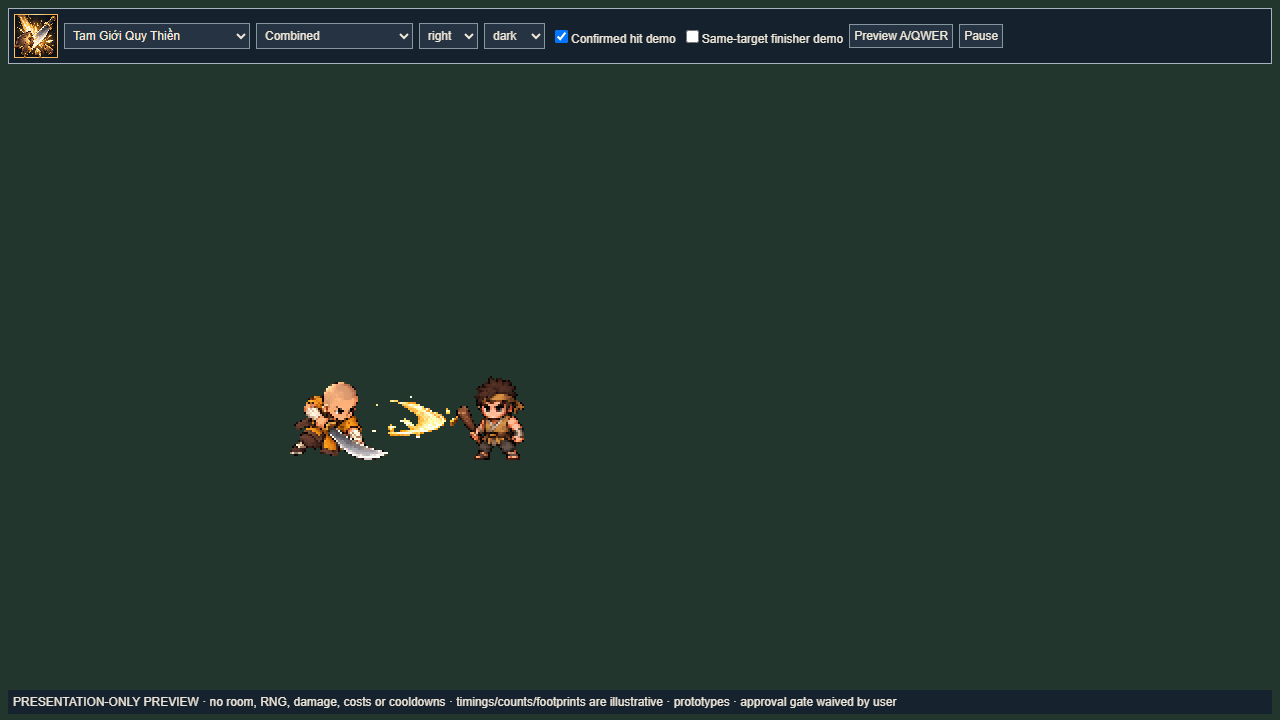 Tam Giới Quy Thiền Combined right dark Confirmed hit demo Same-target finisher demo Preview A/QWER Pause
PRESENTATION-ONLY PREVIEW · no room, RNG, damage, costs or cooldowns · timings/counts/footprints are illustrative · prototypes · approval gate waived by user